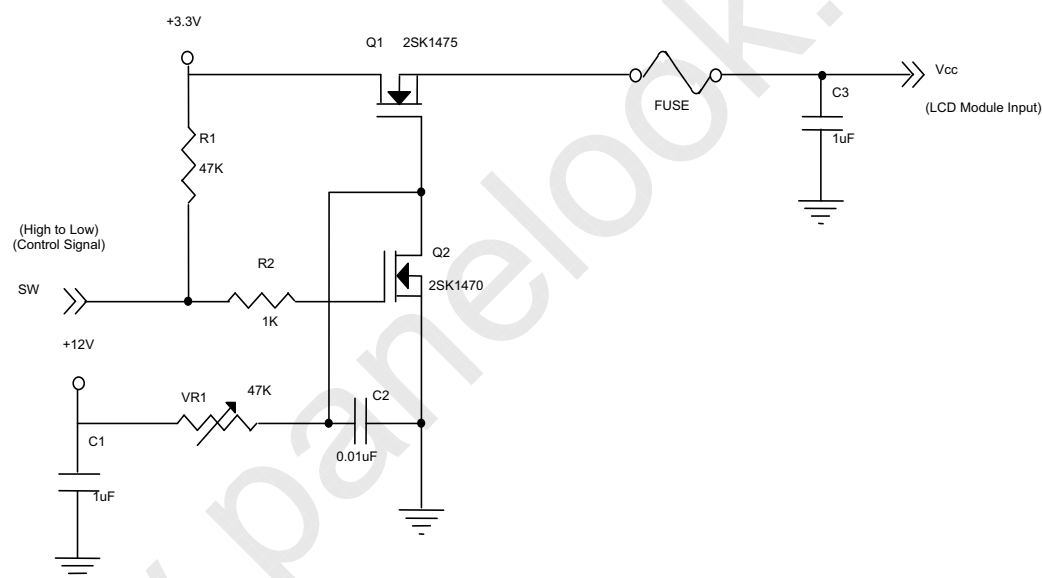 +3.3V
Q1 2SK1475
Vcc
C3
FUSE
(LCD Module Input)
1uF
R1
47K
(High to Low)
(Control Signal)
Q2
R2
SW
2SK1470
1K
+12V
VR1
47K
C2
C1
0.01uF
1uF
panelook.